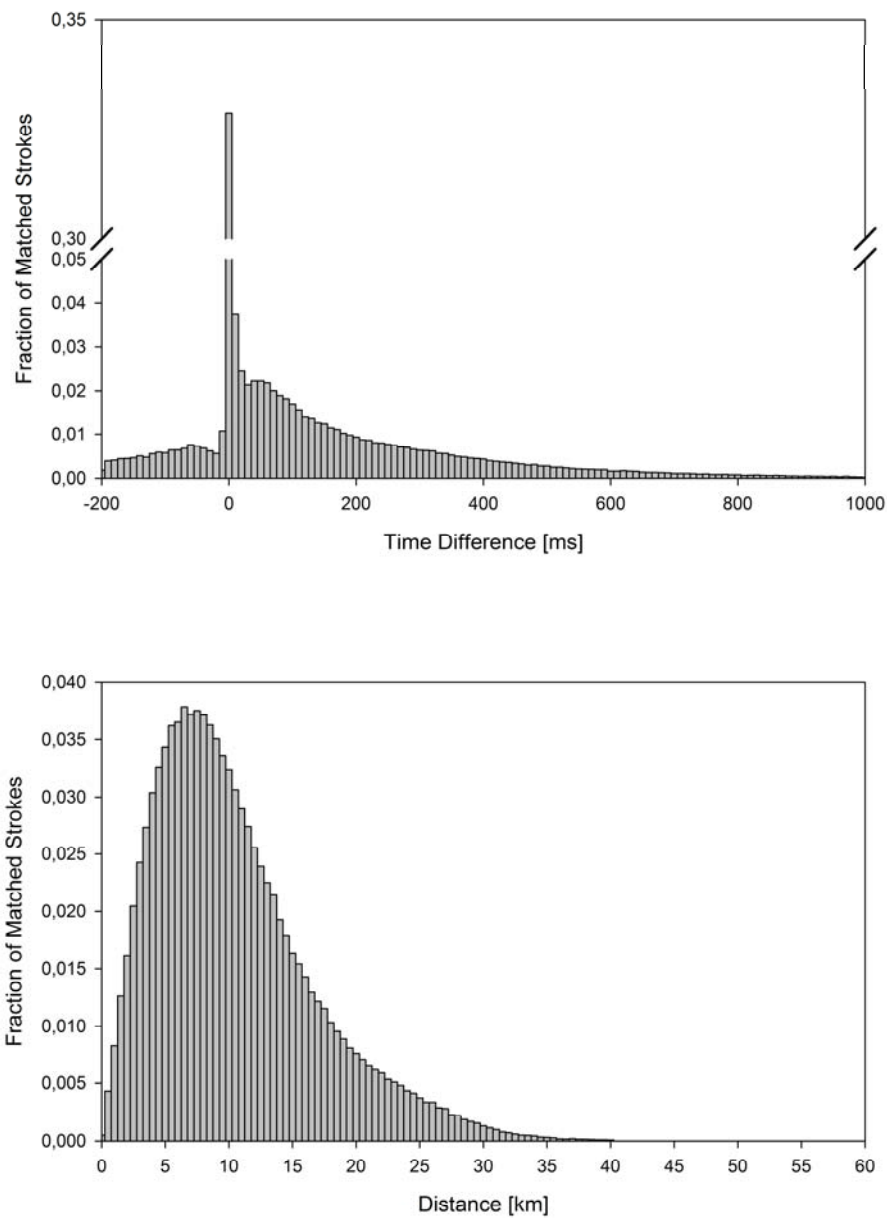 0,35
0,30
0,05
0,04
0,03
0,02
0,01
0,00
Fraction of Matched Strokes
-200 0 200 400 600 800 1000
Time Difference [ms]
0,040
0,035
0,030
0,025
0,020
0,015
0,010
0,005
0,000
Fraction of Matched Strokes
0 5 10 15 20 25 30 35 40 45 50 55 60
Distance [km]